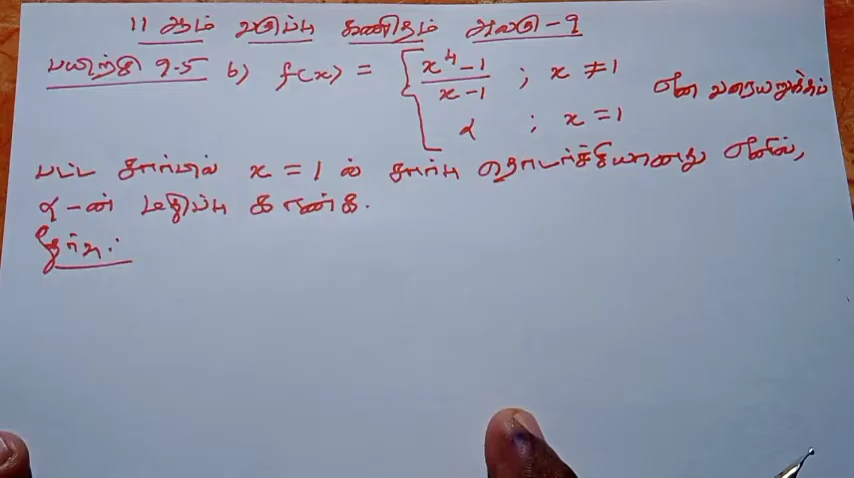 11 ஆம் வகுப்பு கணிதம் அலகு - 9
பயிற்சி 9.5 6) f(x) = { x⁴ - 1 / x - 1 ; x ≠ 1 என வரையறுக்கப்
α ; x = 1
பட்ட சார்பில் x = 1 ல் சார்பு தொடர்ச்சியானது எனில்,
α - ன் மதிப்பு காண்க.
தீர்வு: